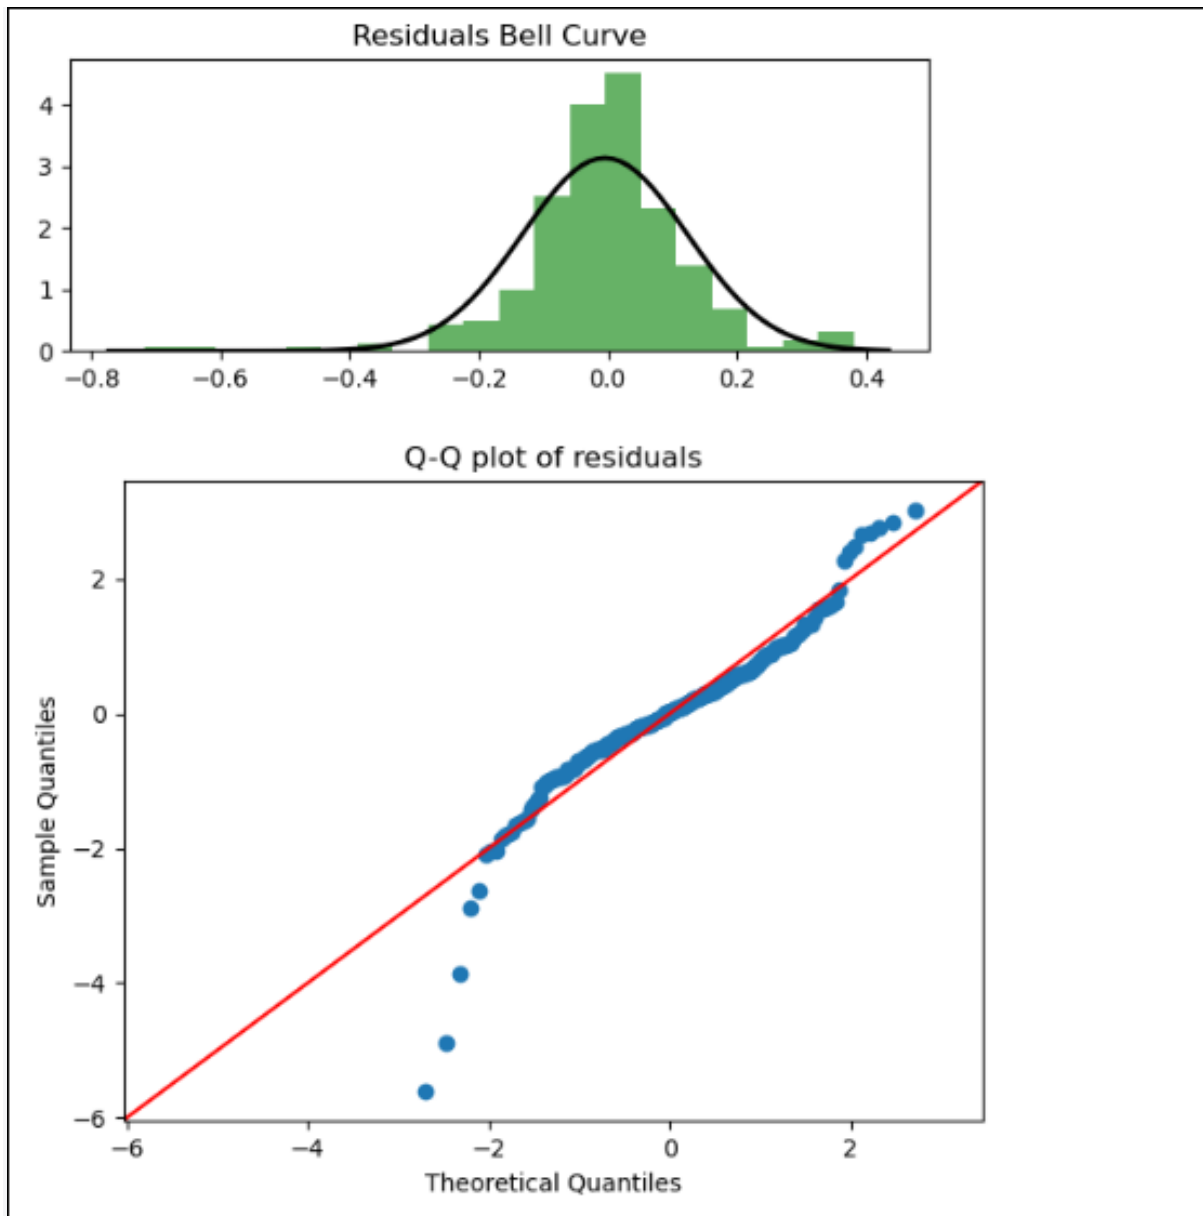 Residuals Bell Curve
4
3
2
1
0
−0.8 −0.6 −0.4 −0.2 0.0 0.2 0.4
Q-Q plot of residuals
2
0
−2
−4
−6
Sample Quantiles
−6 −4 −2 0 2
Theoretical Quantiles